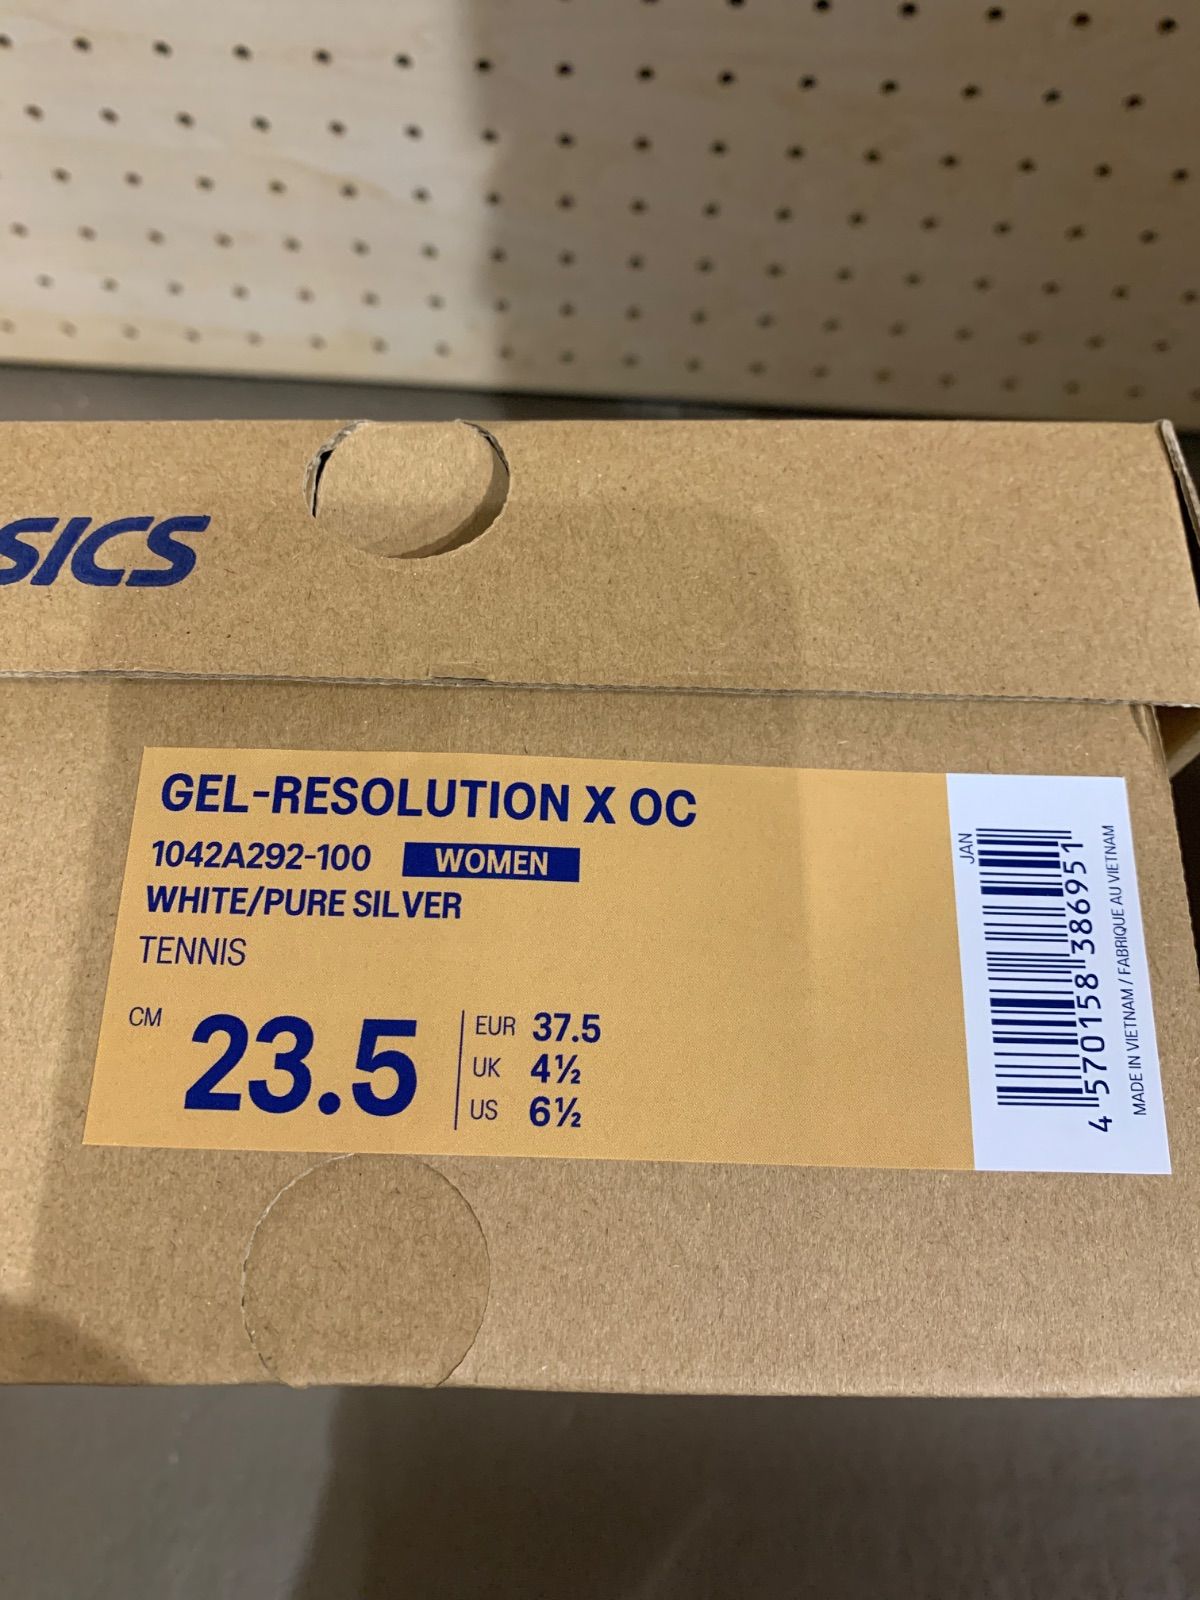 SICS
GEL-RESOLUTION X OC
1042A292-100 WOMEN
WHITE/PURE SILVER
TENNIS
CM 23.5
EUR 37.5
UK 4½
US 6½
JAN
4 570158 386951
MADE IN VIETNAM / FABRIQUE AU VIETNAM